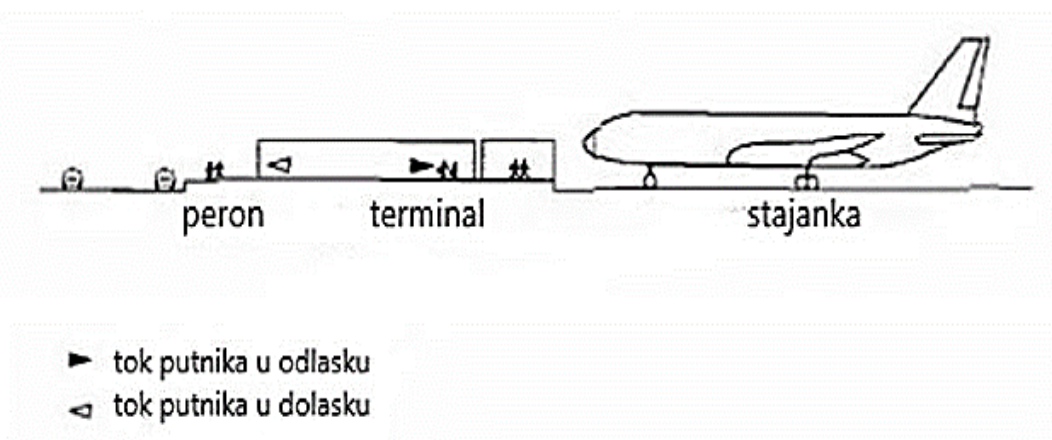 peron terminal stajanka
tok putnika u odlasku
tok putnika u dolasku